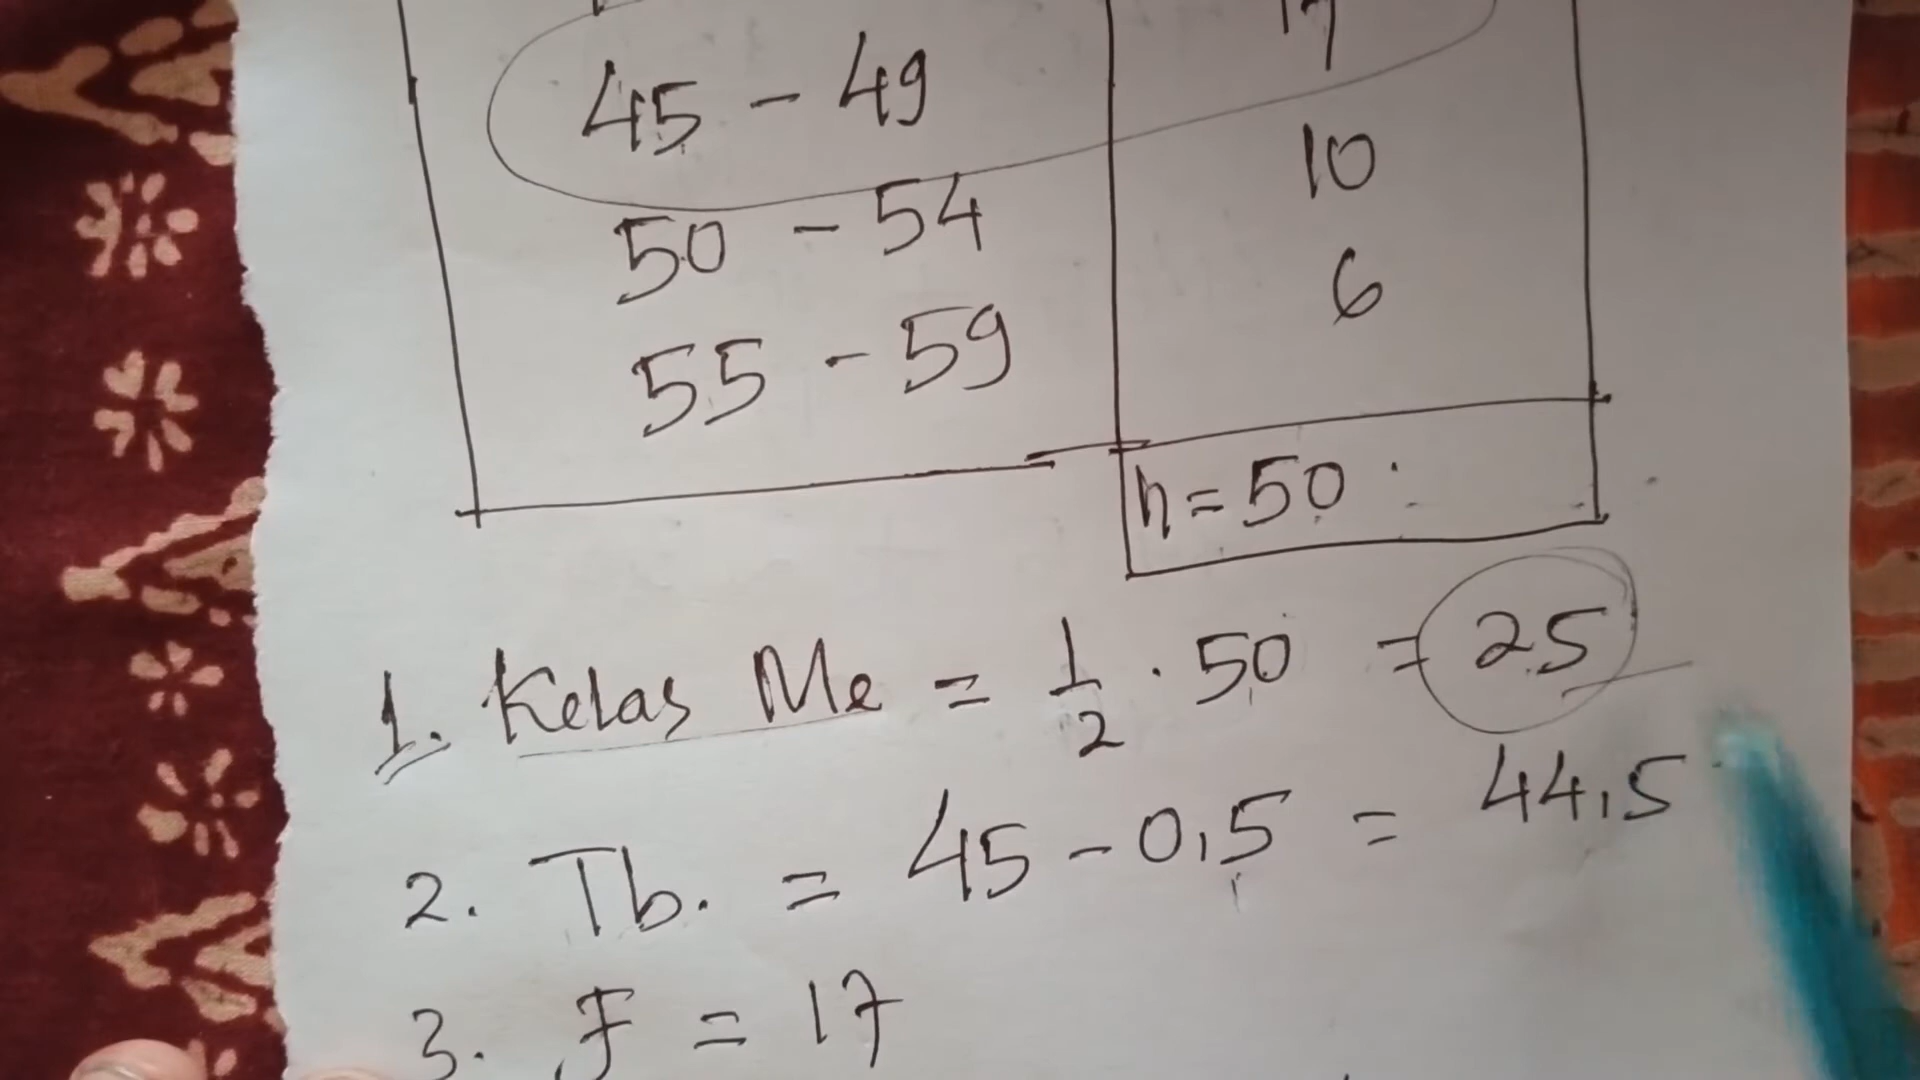 45 - 49 17
50 - 54 10
55 - 59 6
n = 50
1. Kelas Me = 1/2 . 50 = 25
2. Tb. = 45 - 0,5 = 44,5
3. F = 17